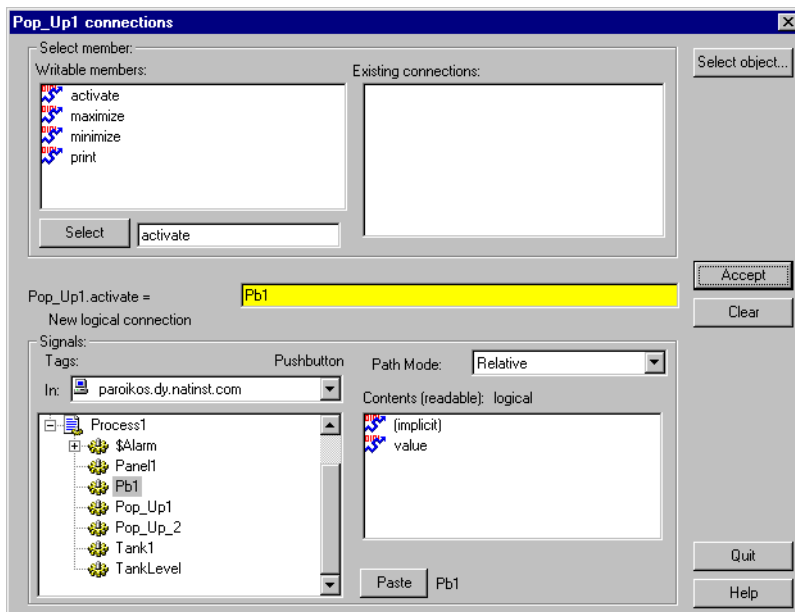 Pop_Up1 connections
Select member:
Writable members:
Existing connections:
Select object...
activate
maximize
minimize
print
Select
activate
Accept
Pop_Up1.activate =
Pb1
New logical connection
Clear
Signals:
Tags:
Pushbutton
Path Mode:
Relative
In:
paroikos.dy.natinst.com
Contents (readable): logical
Process1
(implicit)
$Alarm
value
Panel1
Pb1
Pop_Up1
Pop_Up_2
Tank1
Quit
TankLevel
Paste
Pb1
Help